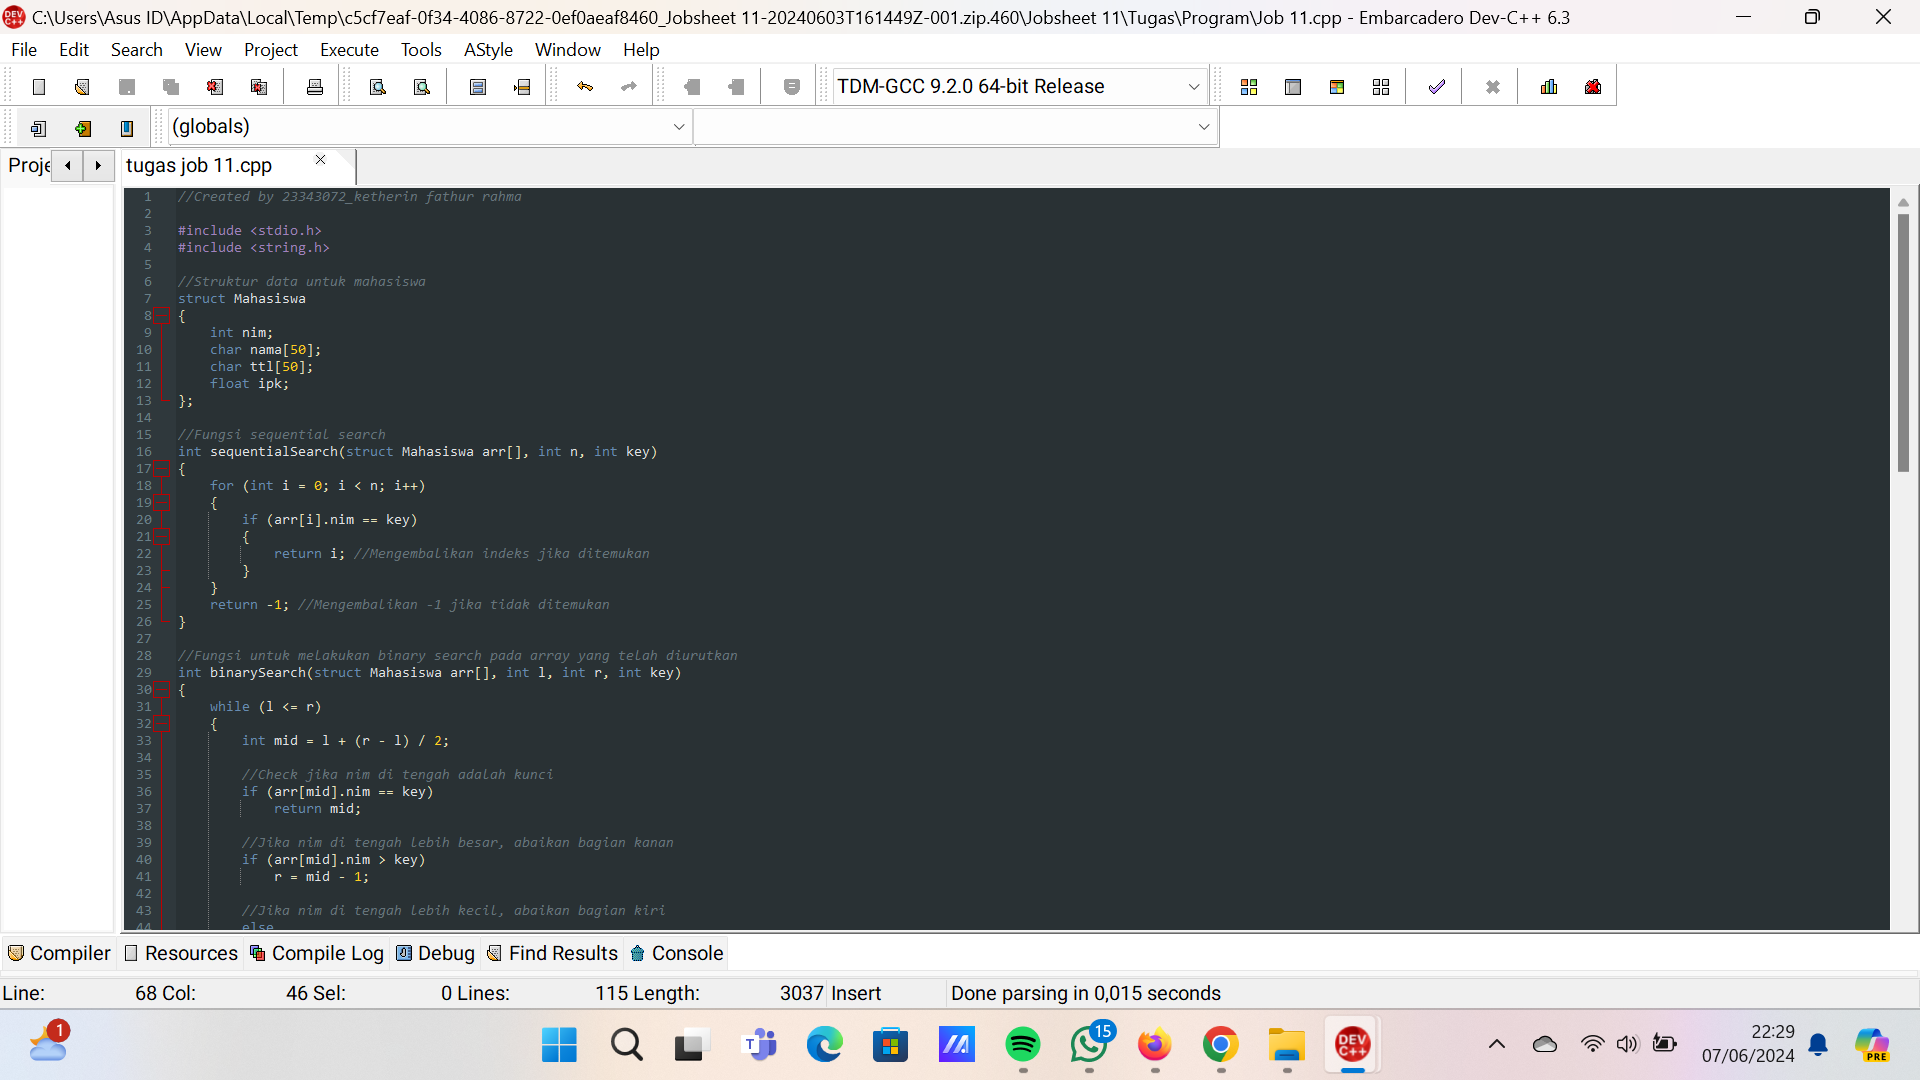 C:\Users\Asus ID\AppData\Local\Temp\c5cf7eaf-0f34-4086-8722-0ef0aeaf8460_Jobsheet 11-20240603T161449Z-001.zip.460\Jobsheet 11\Tugas\Program\Job 11.cpp - Embarcadero Dev-C++ 6.3
File Edit Search View Project Execute Tools AStyle Window Help
TDM-GCC 9.2.0 64-bit Release
(globals)
Proje tugas job 11.cpp
1 //Created by 23343072_ketherin fathur rahma
2
3 #include <stdio.h>
4 #include <string.h>
5
6 //Struktur data untuk mahasiswa
7 struct Mahasiswa
8 {
9     int nim;
10     char nama[50];
11     char ttl[50];
12     float ipk;
13 };
14
15 //Fungsi sequential search
16 int sequentialSearch(struct Mahasiswa arr[], int n, int key)
17 {
18     for (int i = 0; i < n; i++)
19     {
20         if (arr[i].nim == key)
21         {
22             return i; //Mengembalikan indeks jika ditemukan
23         }
24     }
25     return -1; //Mengembalikan -1 jika tidak ditemukan
26 }
27
28 //Fungsi untuk melakukan binary search pada array yang telah diurutkan
29 int binarySearch(struct Mahasiswa arr[], int l, int r, int key)
30 {
31     while (l <= r)
32     {
33         int mid = l + (r - l) / 2;
34
35         //Check jika nim di tengah adalah kunci
36         if (arr[mid].nim == key)
37             return mid;
38
39         //Jika nim di tengah lebih besar, abaikan bagian kanan
40         if (arr[mid].nim > key)
41             r = mid - 1;
42
43         //Jika nim di tengah lebih kecil, abaikan bagian kiri
44         else
Compiler Resources Compile Log Debug Find Results Console
Line: 68 Col: 46 Sel: 0 Lines: 115 Length: 3037 Insert Done parsing in 0,015 seconds
1
15
DEV C++
22:29
07/06/2024
PRE